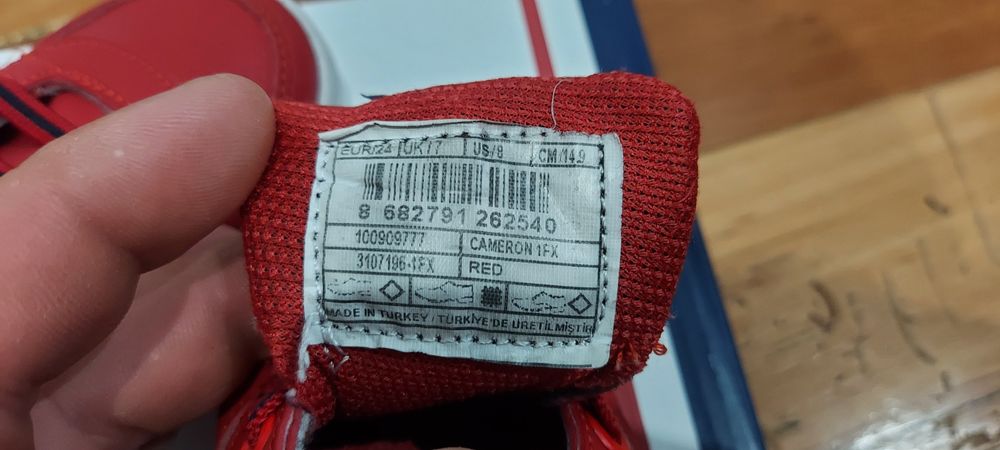 EUR/24 UK/7 US/8 CM/14.9
8 682791 262540
100909777 CAMERON 1FX
3107196-1FX RED
MADE IN TURKEY / TÜRKİYE'DE ÜRETİLMİŞTİR